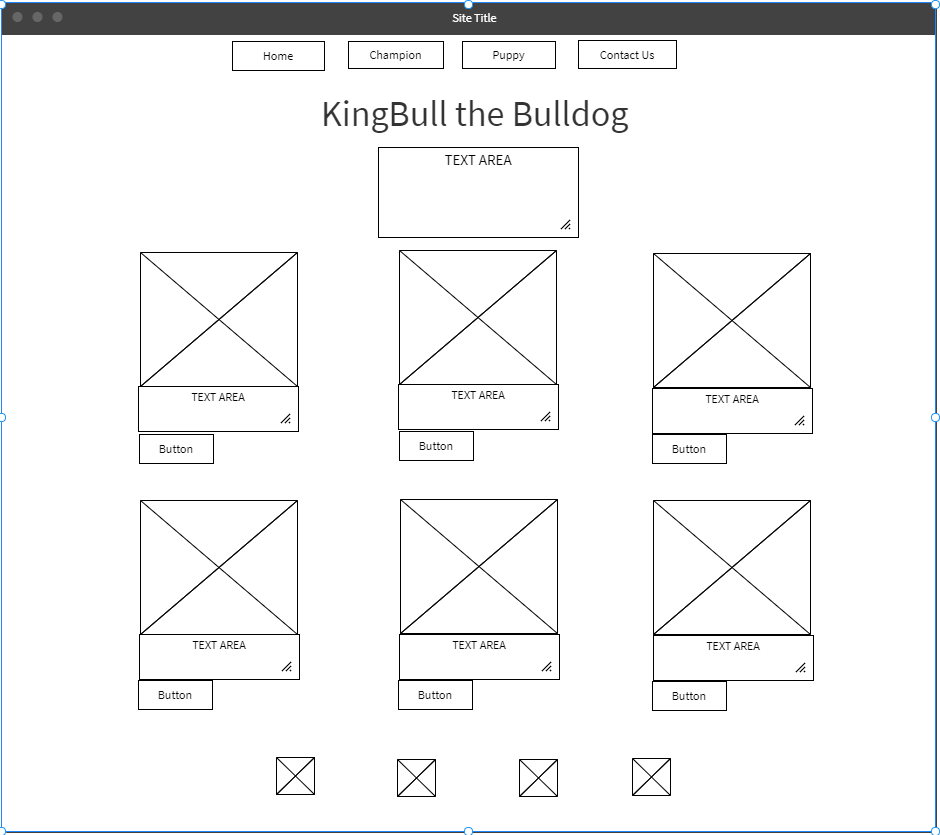 Site Title
Home Champion Puppy Contact Us
KingBull the Bulldog
TEXT AREA
TEXT AREA TEXT AREA TEXT AREA
Button Button Button
TEXT AREA TEXT AREA TEXT AREA
Button Button Button